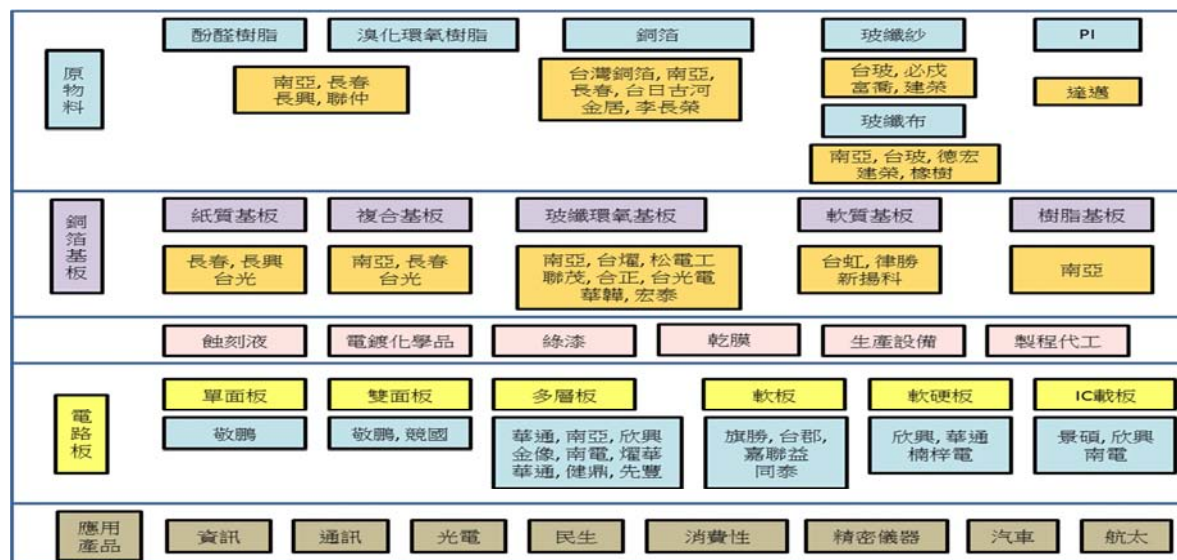 原
物
料
酚醛樹脂
溴化環氧樹脂
銅箔
玻纖紗
PI
南亞, 長春
長興, 聯仲
台灣銅箔, 南亞,
長春, 台日古河
金居, 李長榮
台玻, 必成
富喬, 建榮
達邁
玻纖布
南亞, 台玻, 德宏
建榮, 橡樹
銅
箔
基
板
紙質基板
複合基板
玻纖環氧基板
軟質基板
樹脂基板
長春, 長興
台光
南亞, 長春
台光
南亞, 台燿, 松電工
聯茂, 合正, 台光電
華韡, 宏泰
台虹, 律勝
新揚科
南亞
蝕刻液
電鍍化學品
綠漆
乾膜
生產設備
製程代工
電
路
板
單面板
雙面板
多層板
軟板
軟硬板
IC載板
敬鵬
敬鵬, 競國
華通, 南亞, 欣興
金像, 南電, 燿華
華通, 健鼎, 先豐
旗勝, 台郡,
嘉聯益
同泰
欣興, 華通
楠梓電
景碩, 欣興
南電
應用
產品
資訊
通訊
光電
民生
消費性
精密儀器
汽車
航太